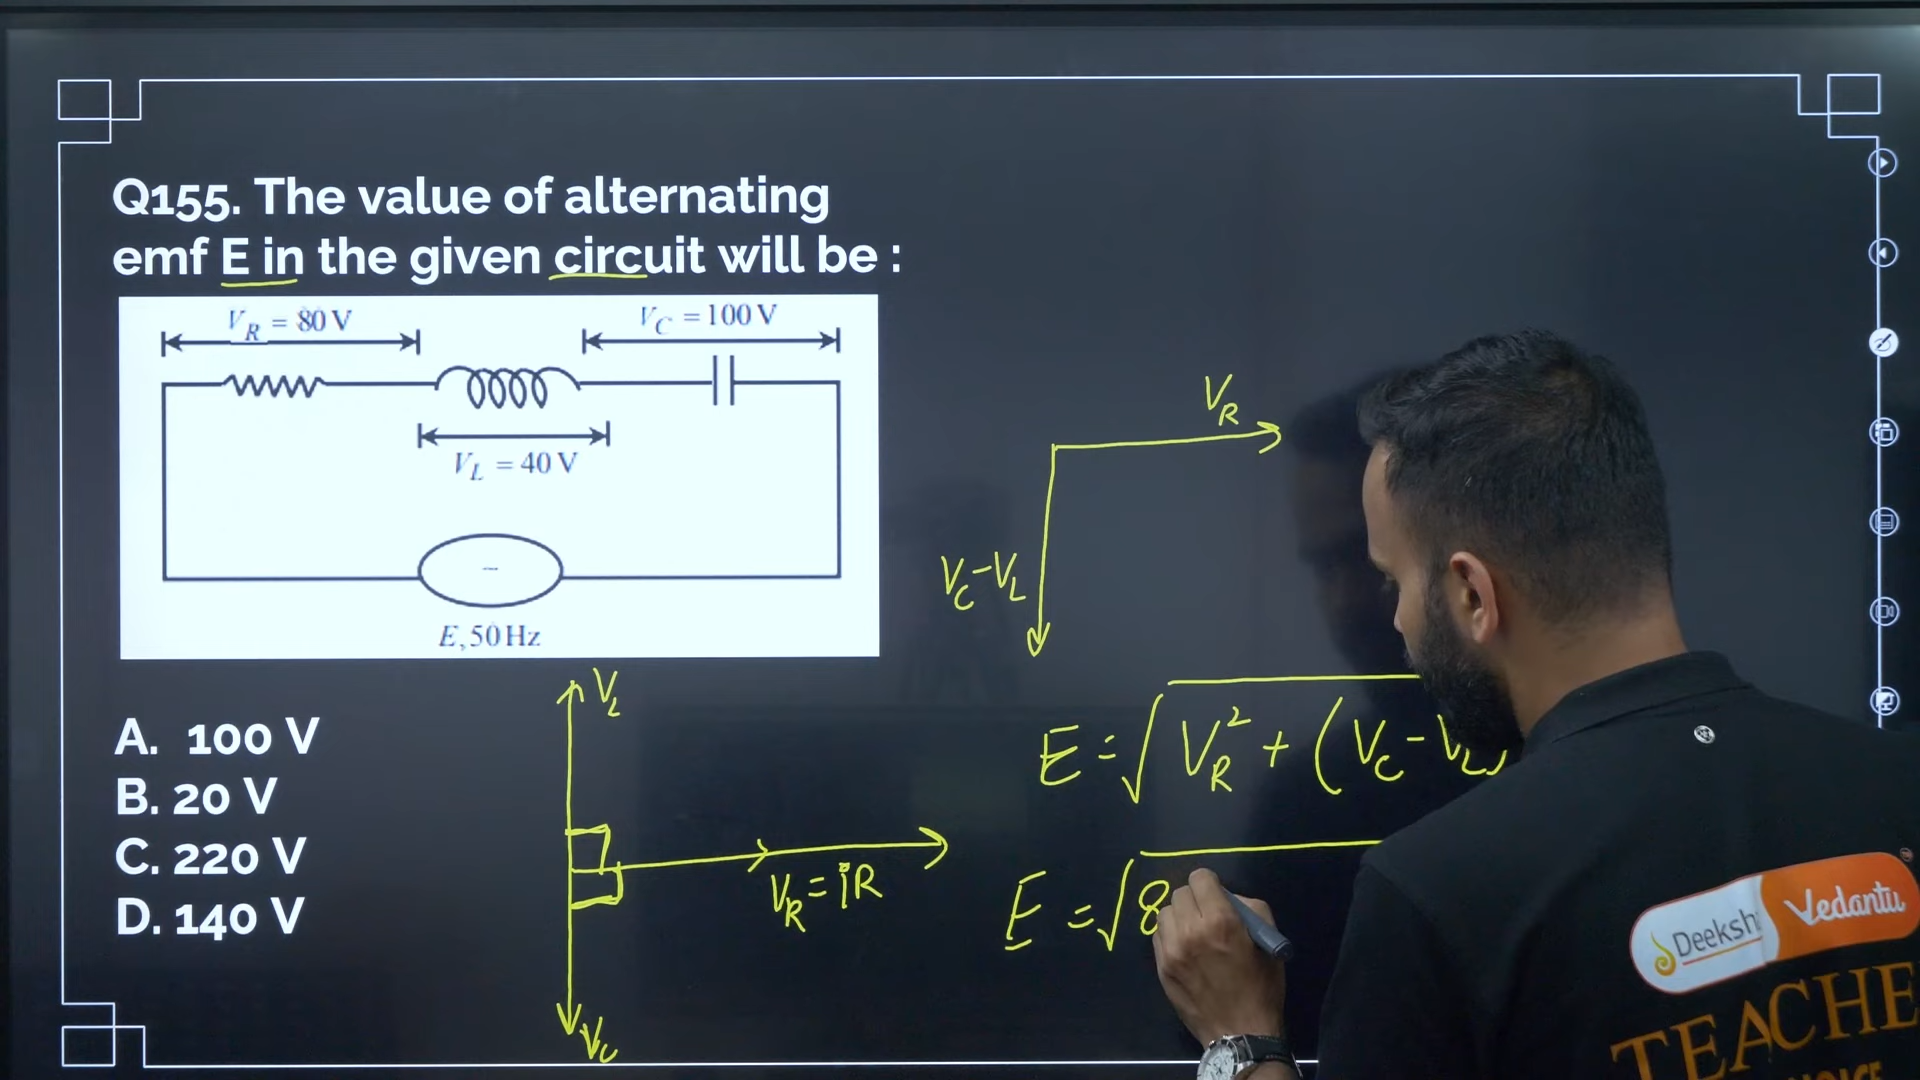 Q155. The value of alternating
emf E in the given circuit will be :
V_R = 80 V
V_C = 100 V
V_L = 40 V
~
E, 50 Hz
A. 100 V
B. 20 V
C. 220 V
D. 140 V
V_L
V_R = iR
V_C
V_R
V_C - V_L
E = √ V_R² + (V_C - V_L)
E = √ 8
Deeksh
Vedantu
TEACHE